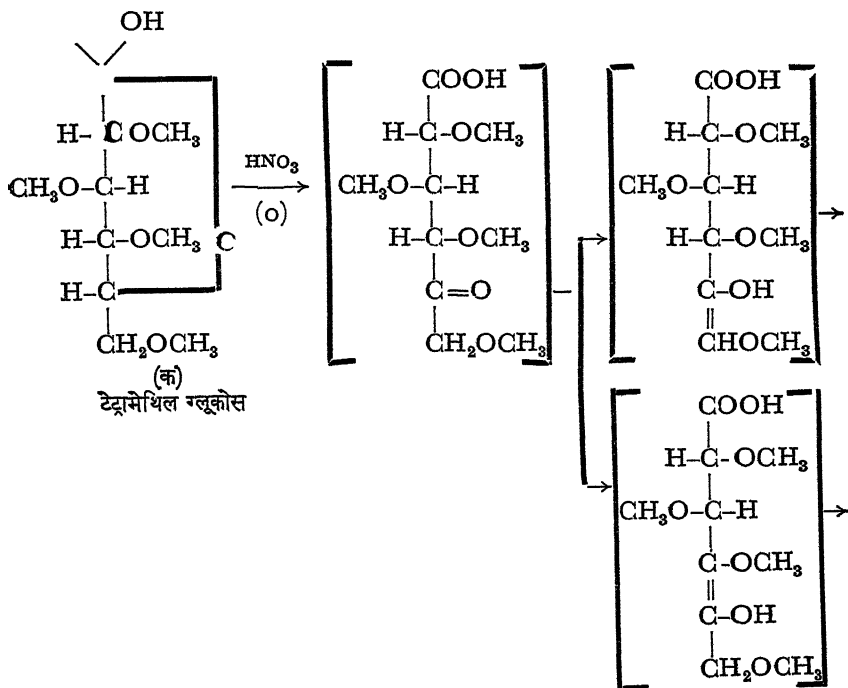 OH
H-COCH₃
CH₃O-C-H
H-C-OCH₃ C
H-C
CH₂OCH₃
(क)
टेट्रामेथिल ग्लूकोस
HNO₃
(O)
COOH
H-C-OCH₃
CH₃O-C-H
H-C-OCH₃
C=O
CH₂OCH₃
COOH
H-C-OCH₃
CH₃O-C-H
H-C-OCH₃
C-OH
CHOCH₃
COOH
H-C-OCH₃
CH₃O-C-H
C-OCH₃
C-OH
CH₂OCH₃